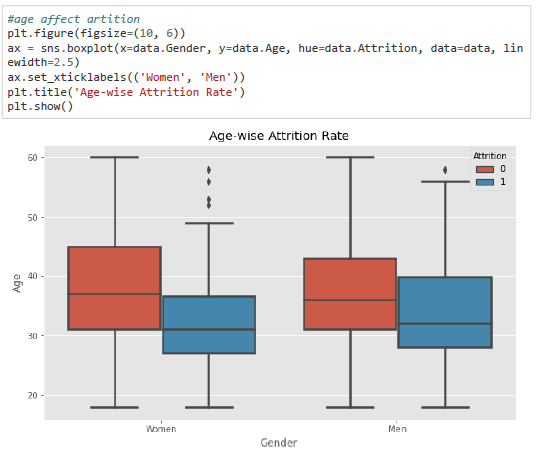 #age affect artition
plt.figure(figsize=(10, 6))
ax = sns.boxplot(x=data.Gender, y=data.Age, hue=data.Attrition, data=data, lin
ewidth=2.5)
ax.set_xticklabels(('Women', 'Men'))
plt.title('Age-wise Attrition Rate')
plt.show()
Age-wise Attrition Rate
Attrition
0
1
60
50
40
30
20
Age
Women Men
Gender